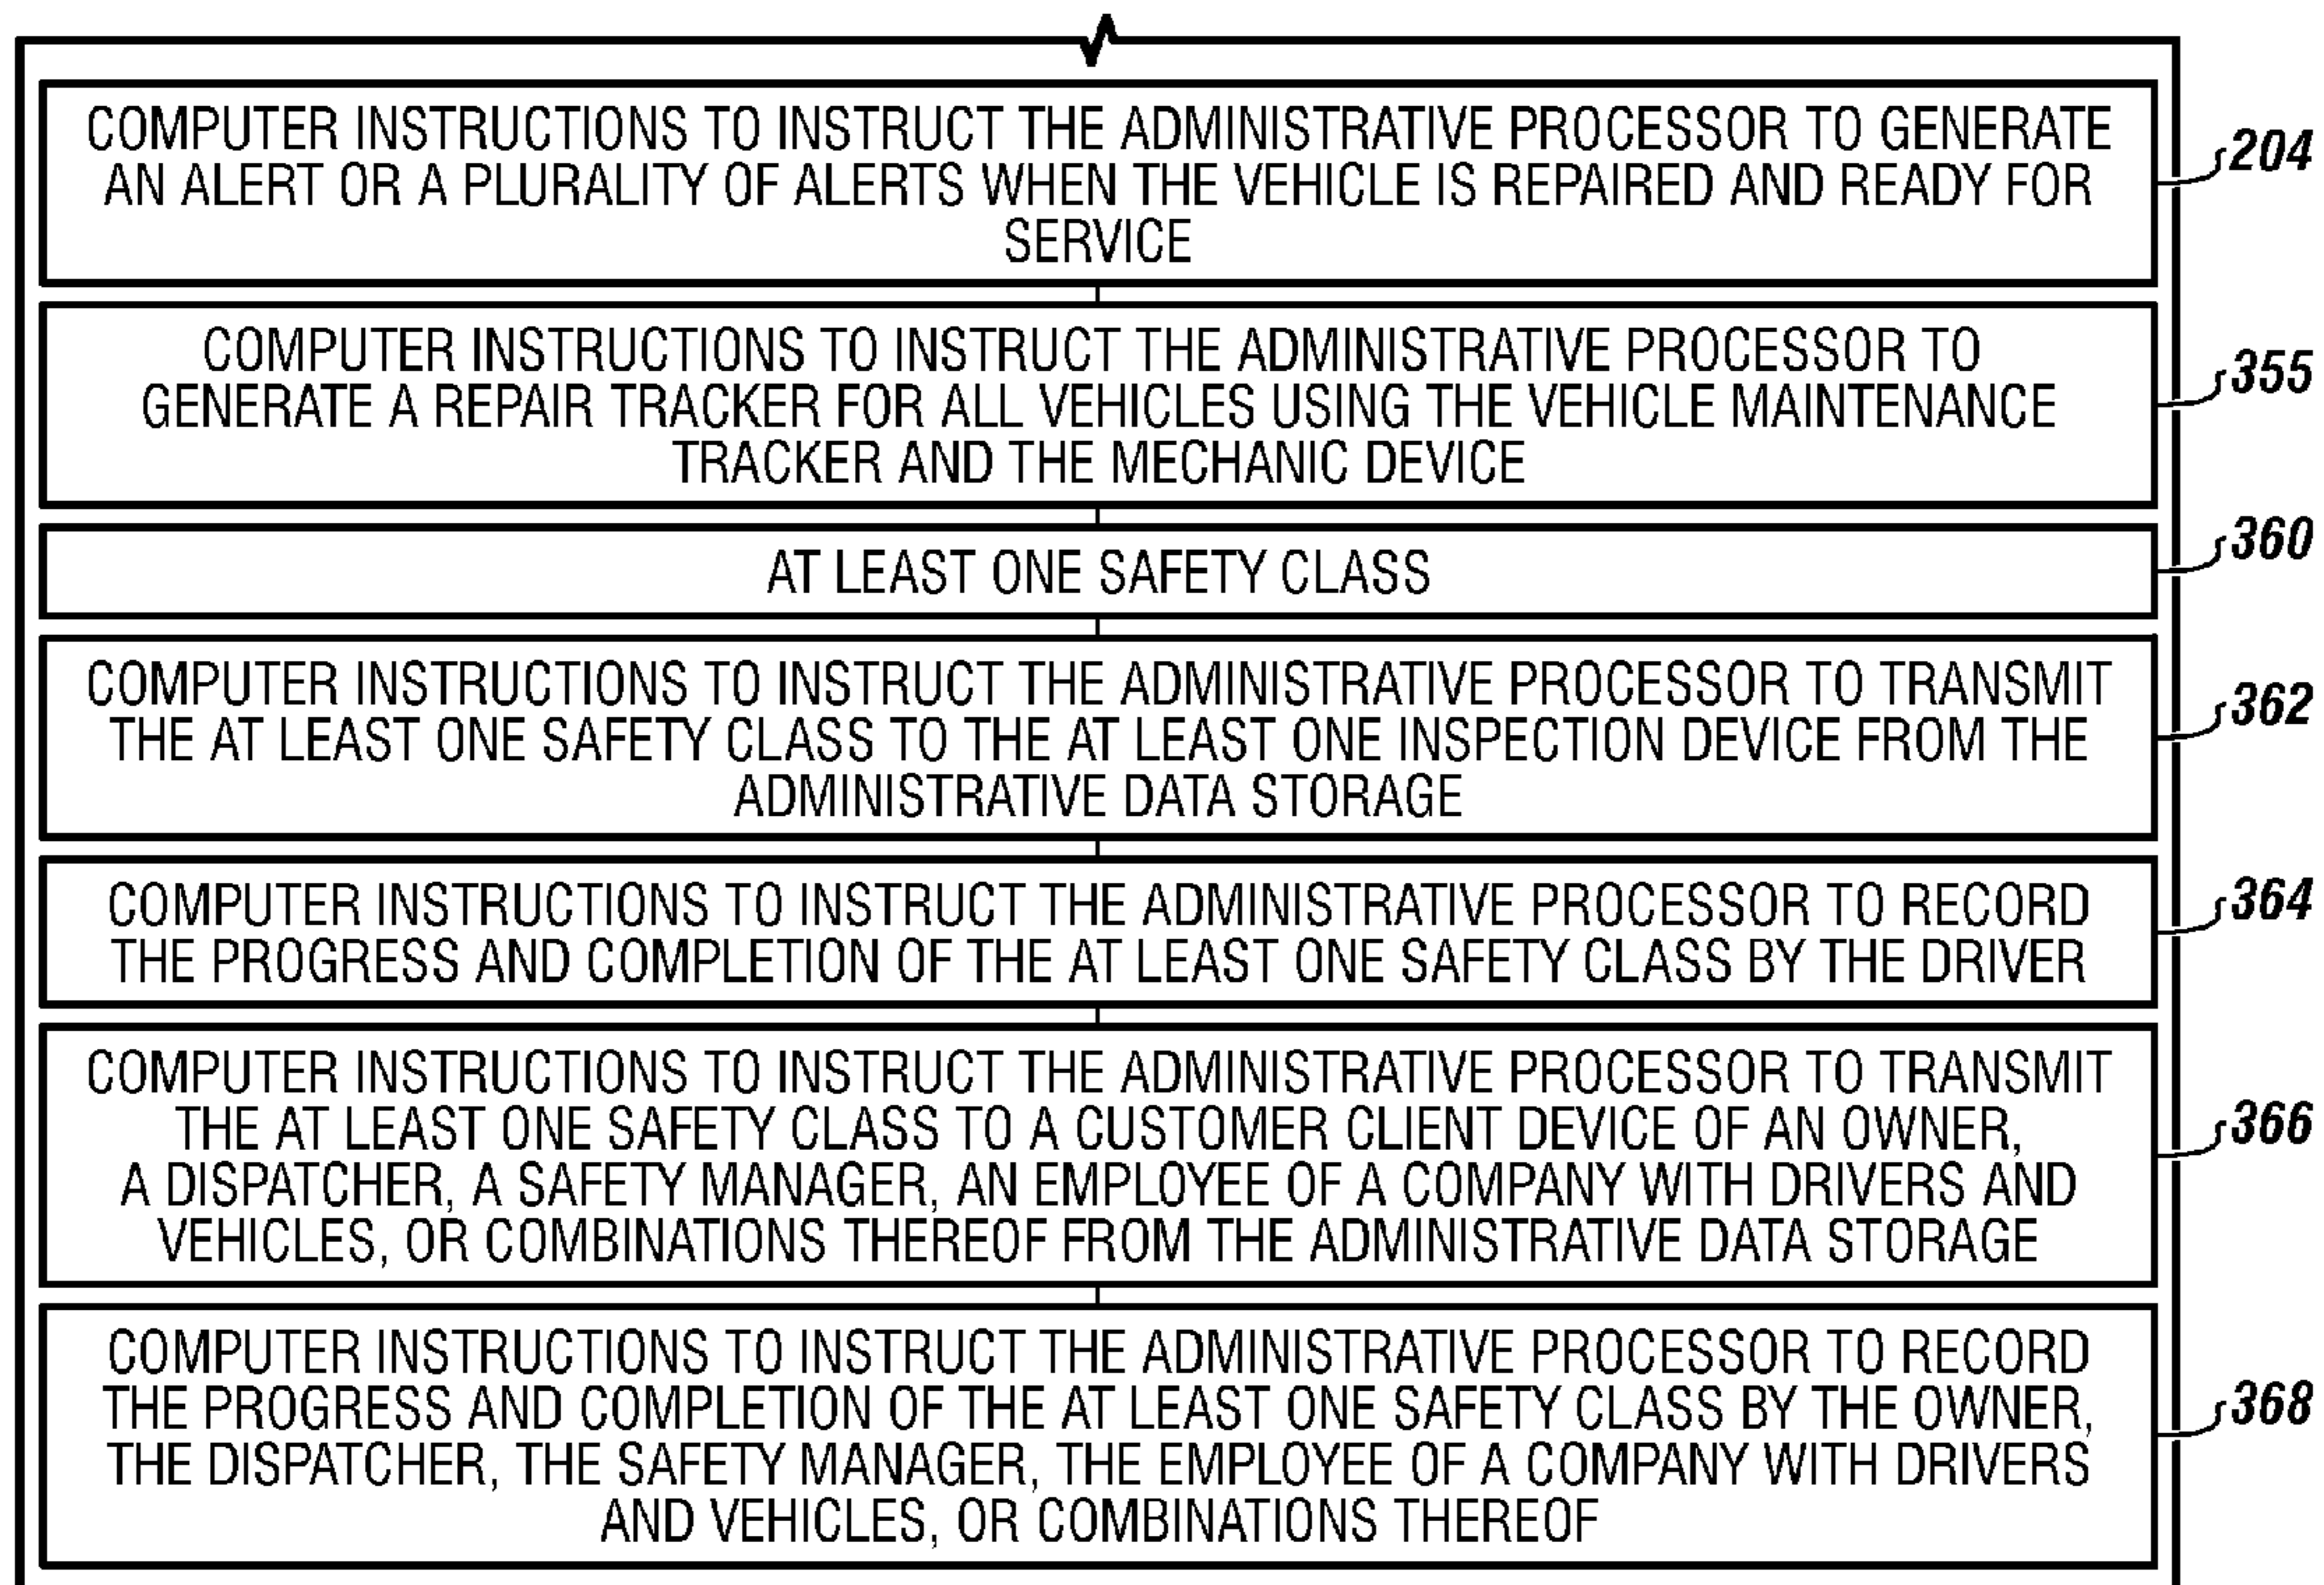 COMPUTER INSTRUCTIONS TO INSTRUCT THE ADMINISTRATIVE PROCESSOR TO GENERATE
AN ALERT OR A PLURALITY OF ALERTS WHEN THE VEHICLE IS REPAIRED AND READY FOR
SERVICE
204
COMPUTER INSTRUCTIONS TO INSTRUCT THE ADMINISTRATIVE PROCESSOR TO
GENERATE A REPAIR TRACKER FOR ALL VEHICLES USING THE VEHICLE MAINTENANCE
TRACKER AND THE MECHANIC DEVICE
355
AT LEAST ONE SAFETY CLASS
360
COMPUTER INSTRUCTIONS TO INSTRUCT THE ADMINISTRATIVE PROCESSOR TO TRANSMIT
THE AT LEAST ONE SAFETY CLASS TO THE AT LEAST ONE INSPECTION DEVICE FROM THE
ADMINISTRATIVE DATA STORAGE
362
COMPUTER INSTRUCTIONS TO INSTRUCT THE ADMINISTRATIVE PROCESSOR TO RECORD
THE PROGRESS AND COMPLETION OF THE AT LEAST ONE SAFETY CLASS BY THE DRIVER
364
COMPUTER INSTRUCTIONS TO INSTRUCT THE ADMINISTRATIVE PROCESSOR TO TRANSMIT
THE AT LEAST ONE SAFETY CLASS TO A CUSTOMER CLIENT DEVICE OF AN OWNER,
A DISPATCHER, A SAFETY MANAGER, AN EMPLOYEE OF A COMPANY WITH DRIVERS AND
VEHICLES, OR COMBINATIONS THEREOF FROM THE ADMINISTRATIVE DATA STORAGE
366
COMPUTER INSTRUCTIONS TO INSTRUCT THE ADMINISTRATIVE PROCESSOR TO RECORD
THE PROGRESS AND COMPLETION OF THE AT LEAST ONE SAFETY CLASS BY THE OWNER,
THE DISPATCHER, THE SAFETY MANAGER, THE EMPLOYEE OF A COMPANY WITH DRIVERS
AND VEHICLES, OR COMBINATIONS THEREOF
368